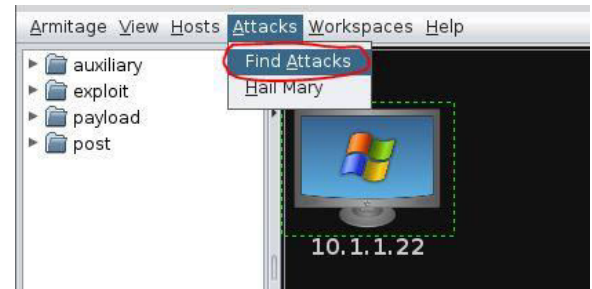 Armitage View Hosts Attacks Workspaces Help
auxiliary
exploit
payload
post
Find Attacks
Hail Mary
10.1.1.22